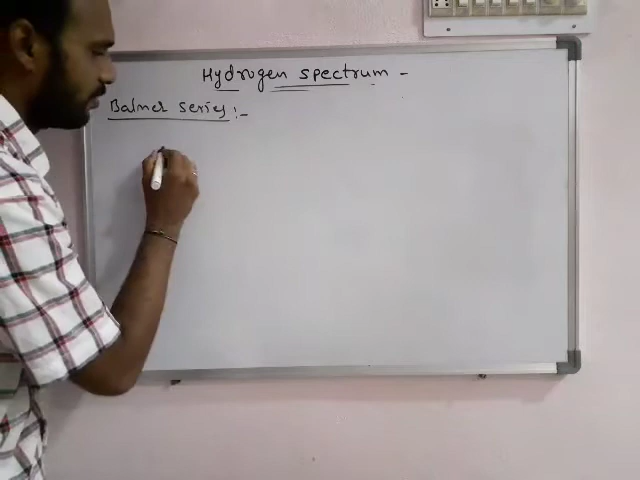 Hydrogen spectrum -
Balmer series :-